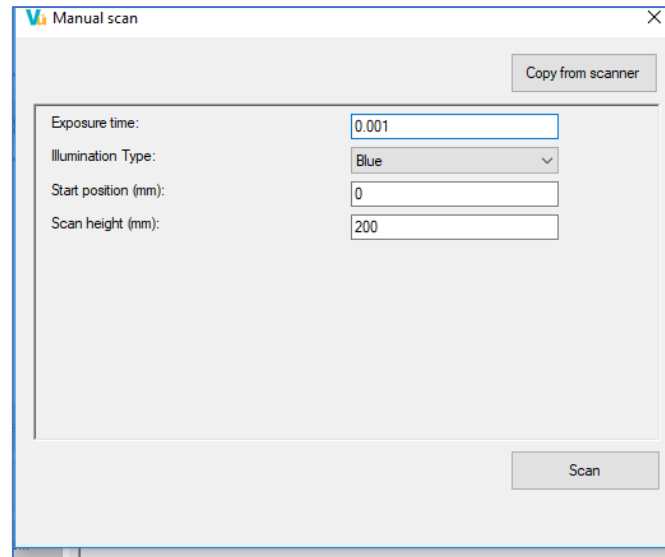 Manual scan
Copy from scanner
Exposure time: 0.001
Illumination Type: Blue
Start position (mm): 0
Scan height (mm): 200
Scan